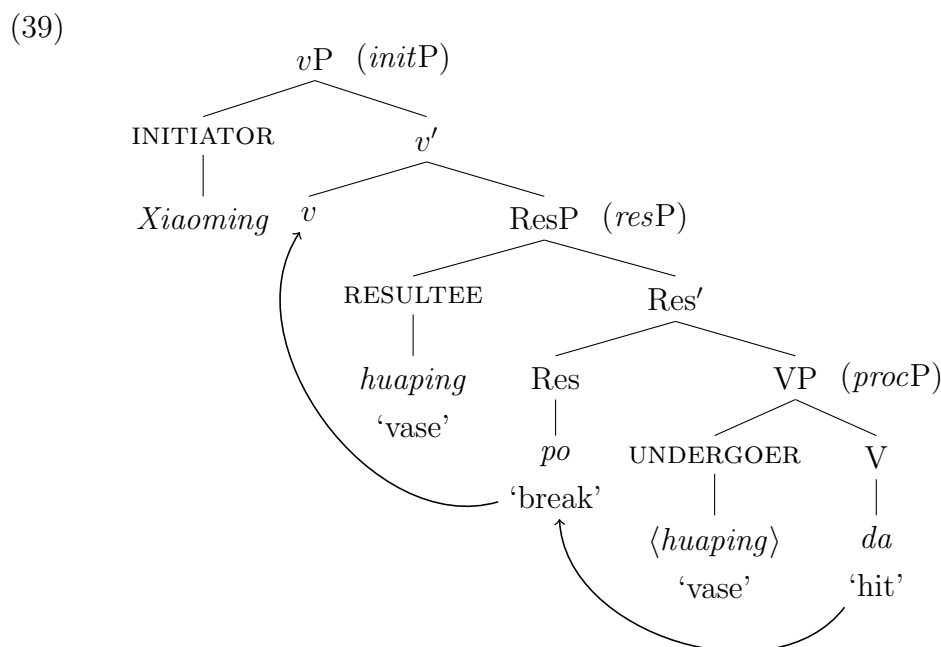 (39)
vP (initP)
INITIATOR v′
Xiaoming v ResP (resP)
RESULTEE Res′
huaping Res VP (procP)
‘vase’ po UNDERGOER V
‘break’ ⟨huaping⟩ da
‘vase’ ‘hit’